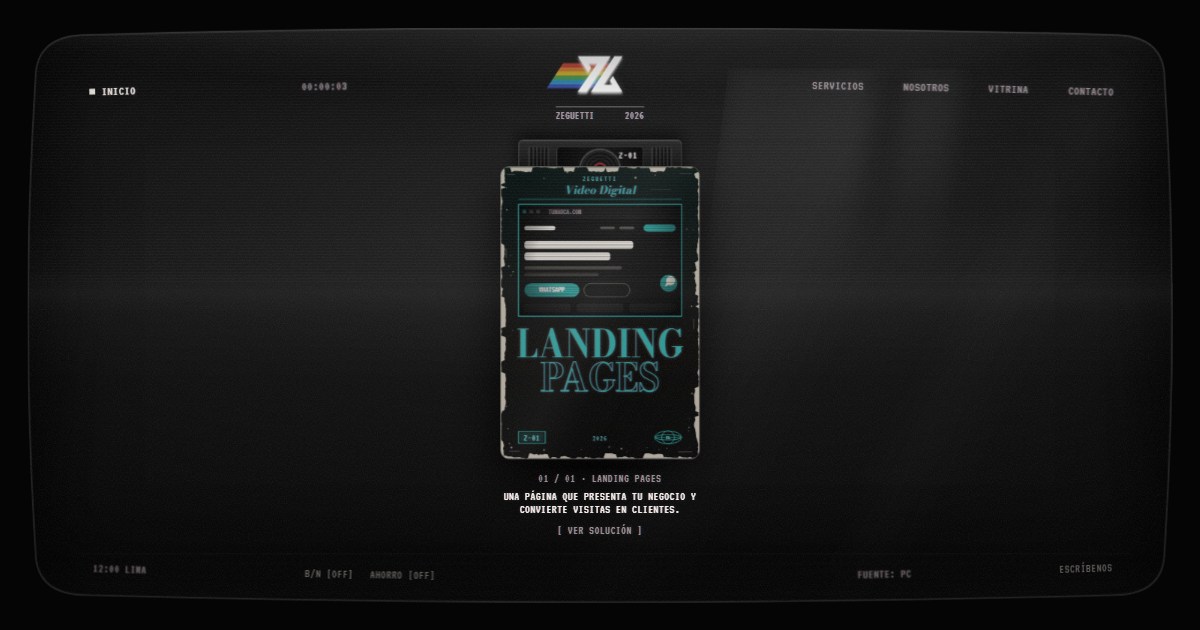 INICIO
00:00:03
SERVICIOS
NOSOTROS
VITRINA
CONTACTO
ZEGUETTI 2026
Z-01
ZEGUETTI
Video Digital
WHATSAPP
LANDING
PAGES
Z-01
2026
01 / 01 · LANDING PAGES
UNA PÁGINA QUE PRESENTA TU NEGOCIO Y
CONVIERTE VISITAS EN CLIENTES.
[ VER SOLUCIÓN ]
12:00 LIMA
B/N [OFF]
AHORRO [OFF]
FUENTE: PC
ESCRÍBENOS